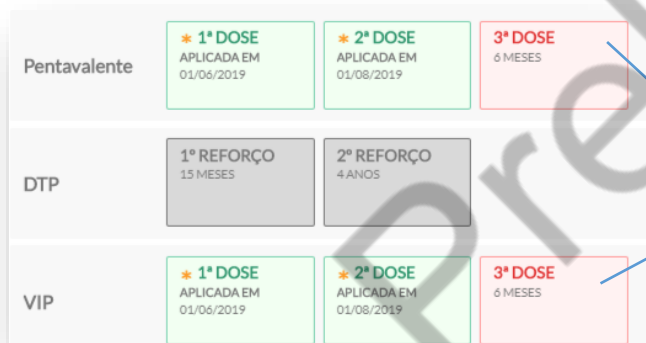 Pentavalente
* 1ª DOSE
APLICADA EM
01/06/2019
* 2ª DOSE
APLICADA EM
01/08/2019
3ª DOSE
6 MESES
DTP
1º REFORÇO
15 MESES
2º REFORÇO
4 ANOS
VIP
* 1ª DOSE
APLICADA EM
01/06/2019
* 2ª DOSE
APLICADA EM
01/08/2019
3ª DOSE
6 MESES
Pre